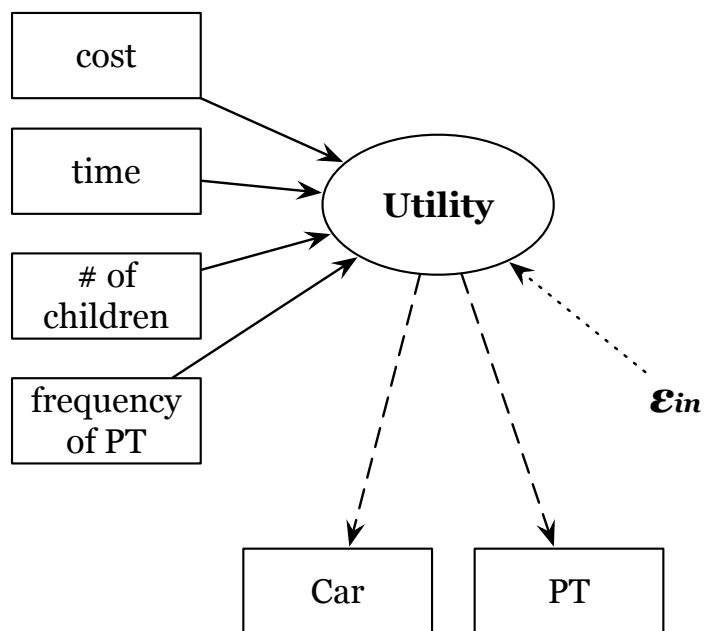 cost
time
# of
children
frequency
of PT
Utility
εin
Car
PT